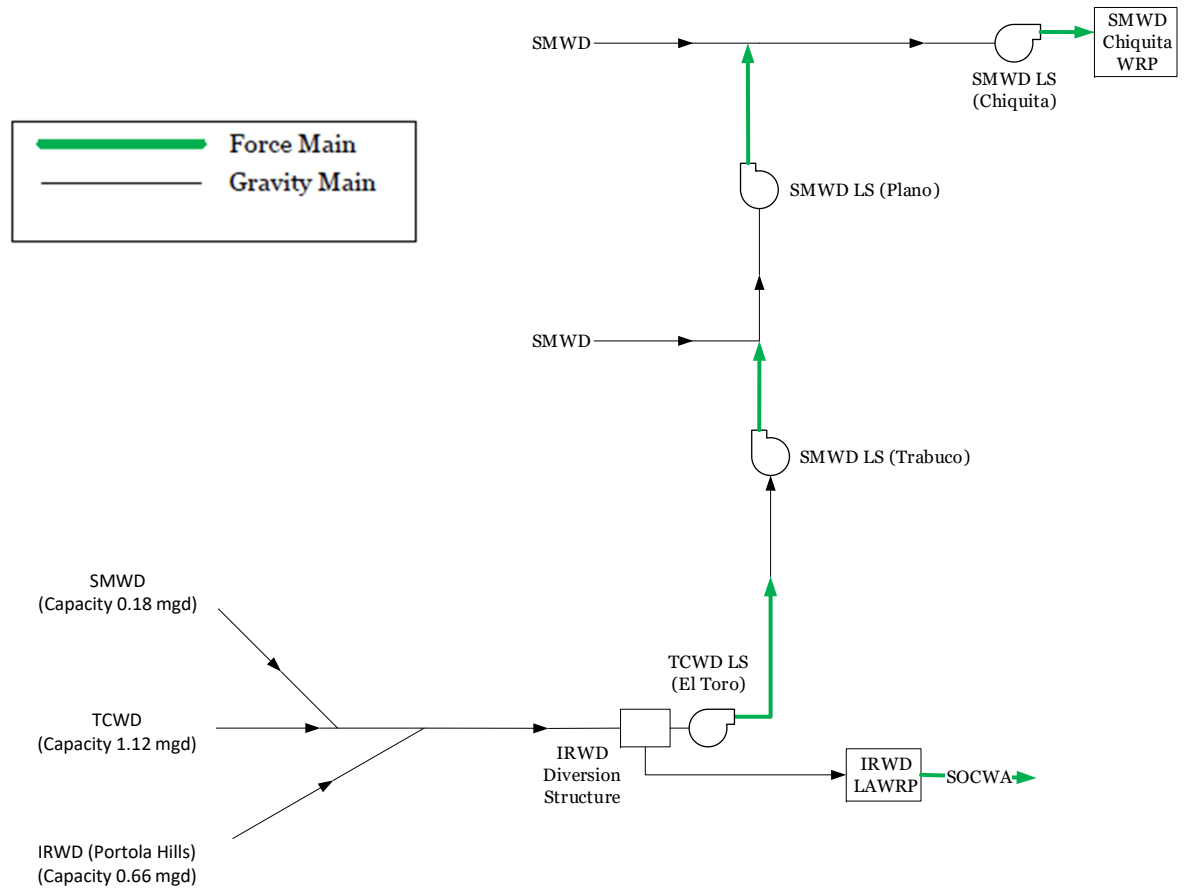 SMWD
SMWD
Chiquita
WRP
SMWD LS
(Chiquita)
Force Main
Gravity Main
SMWD LS (Plano)
SMWD
SMWD LS (Trabuco)
SMWD
(Capacity 0.18 mgd)
TCWD LS
(El Toro)
TCWD
(Capacity 1.12 mgd)
IRWD
Diversion
Structure
IRWD
LAWRP
SOCWA
IRWD (Portola Hills)
(Capacity 0.66 mgd)